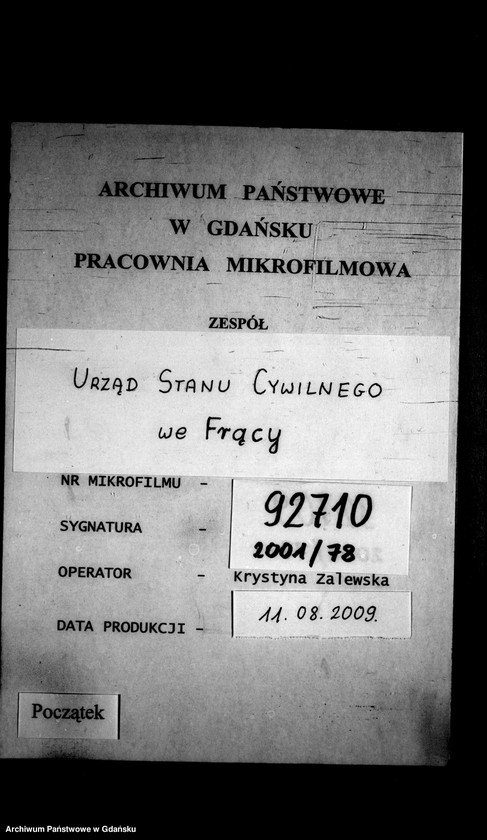 ARCHIWUM PAŃSTWOWE
W GDAŃSKU
PRACOWNIA MIKROFILMOWA
ZESPÓŁ
URZĄD STANU CYWILNEGO
we Frący
NR MIKROFILMU - 92710
SYGNATURA - 2001/78
OPERATOR - Krystyna Zalewska
DATA PRODUKCJI - 11.08.2009.
Początek
Archiwum Państwowe w Gdańsku